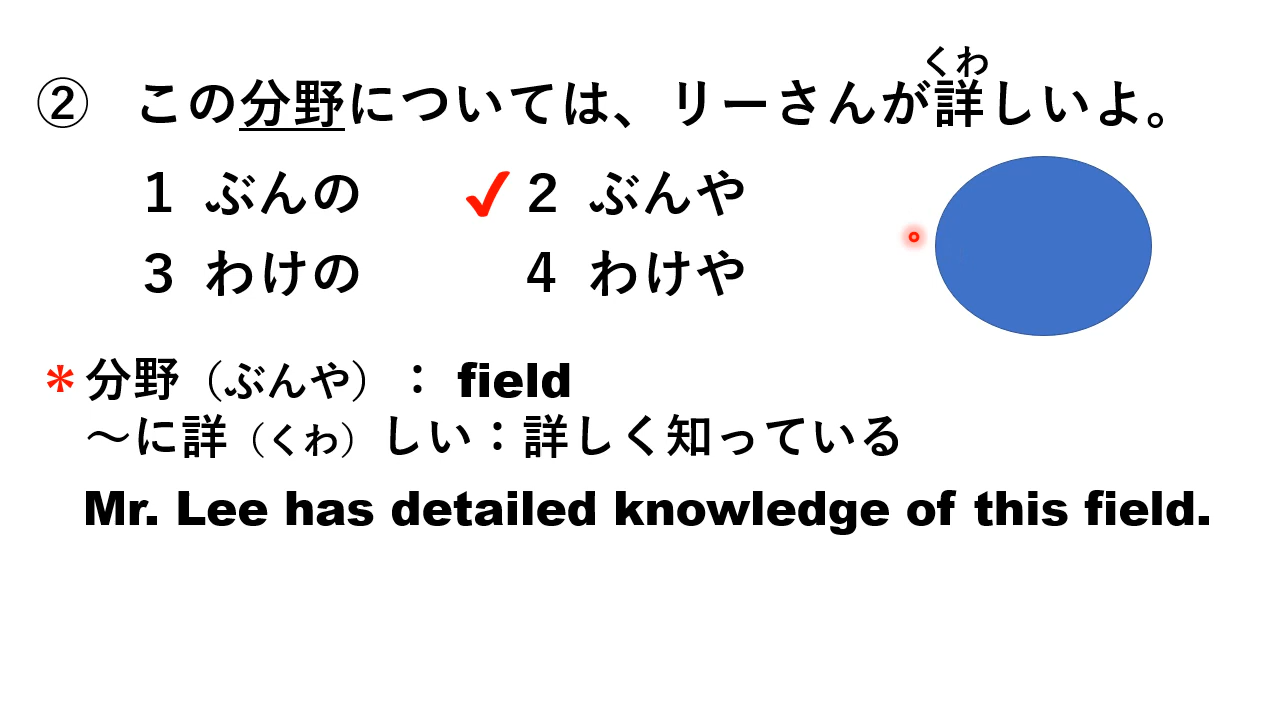 くわ
② この分野については、リーさんが詳しいよ。
1 ぶんの ✓2 ぶんや
3 わけの 4 わけや
*分野（ぶんや）： field
～に詳（くわ）しい：詳しく知っている
Mr. Lee has detailed knowledge of this field.